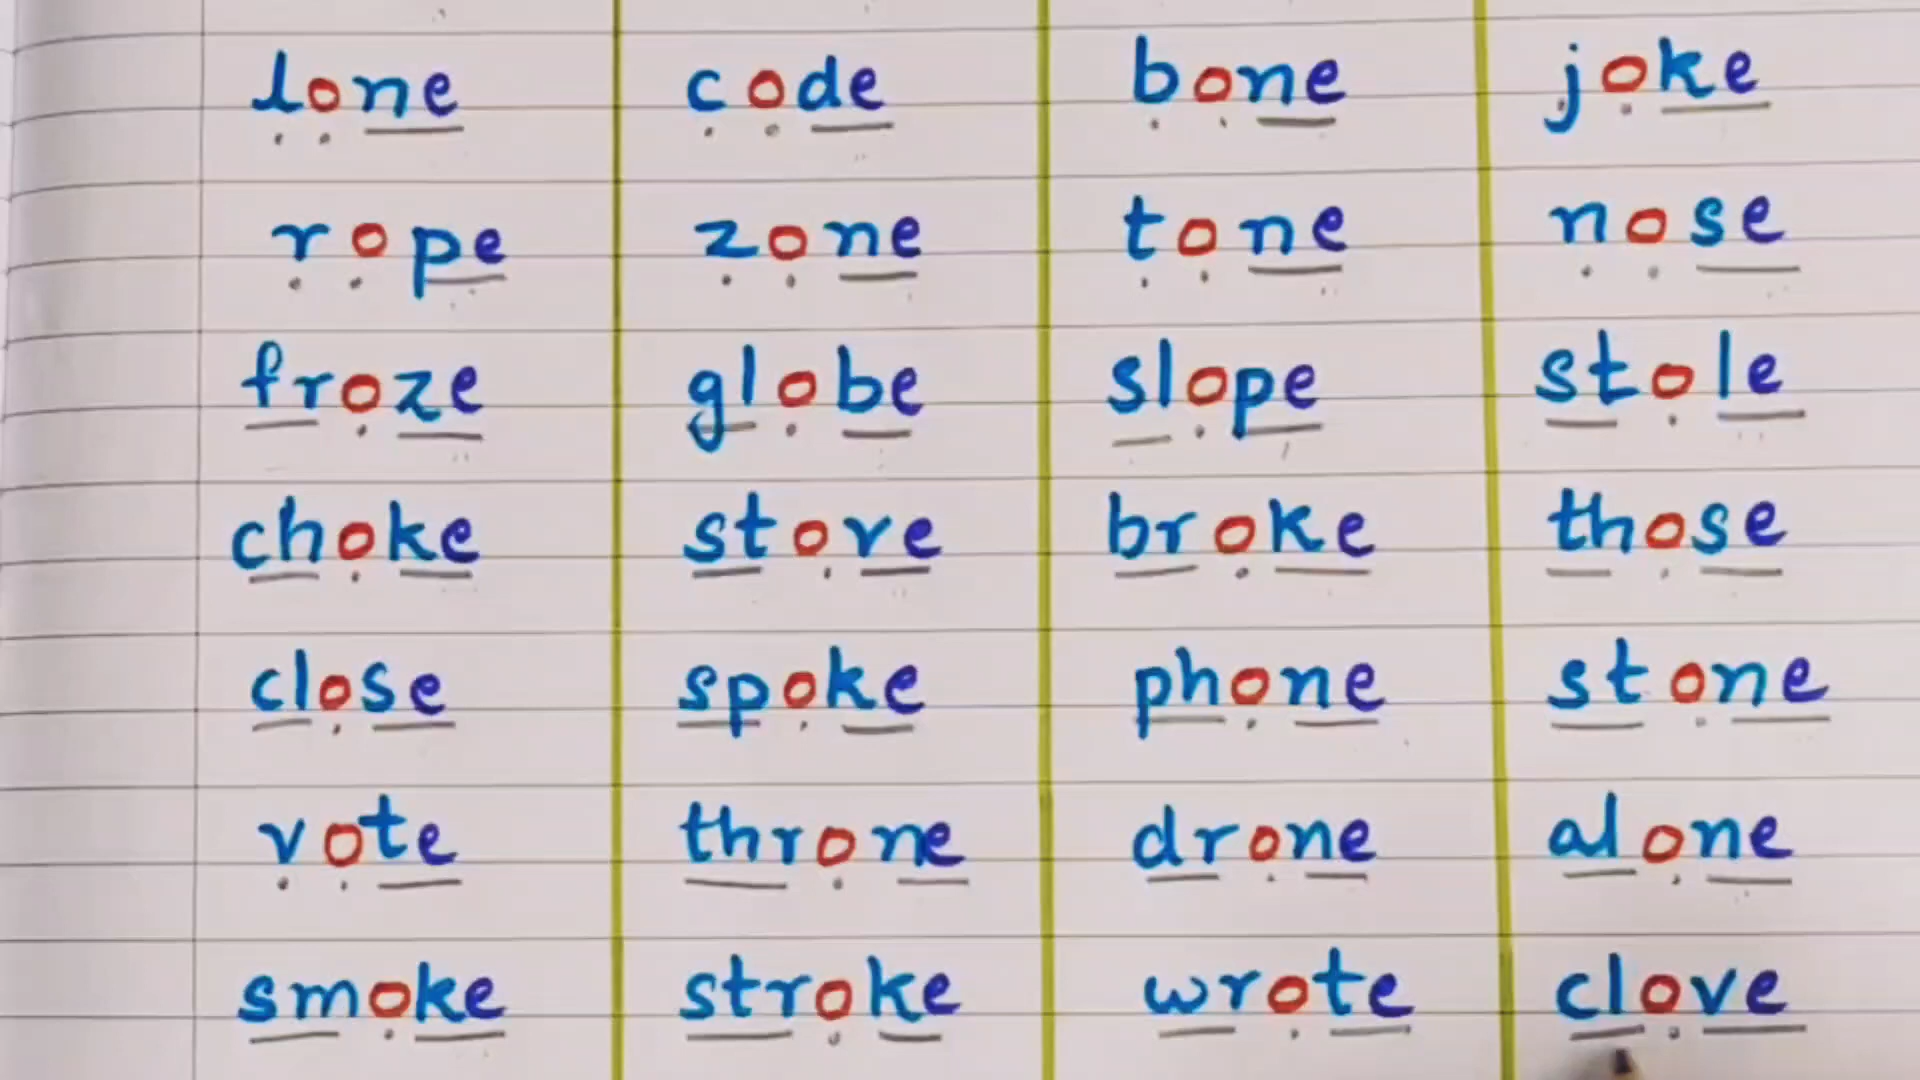 lone code bone joke
rope zone tone nose
froze globe slope stole
choke stove broke those
close spoke phone stone
vote throne drone alone
smoke stroke wrote clove